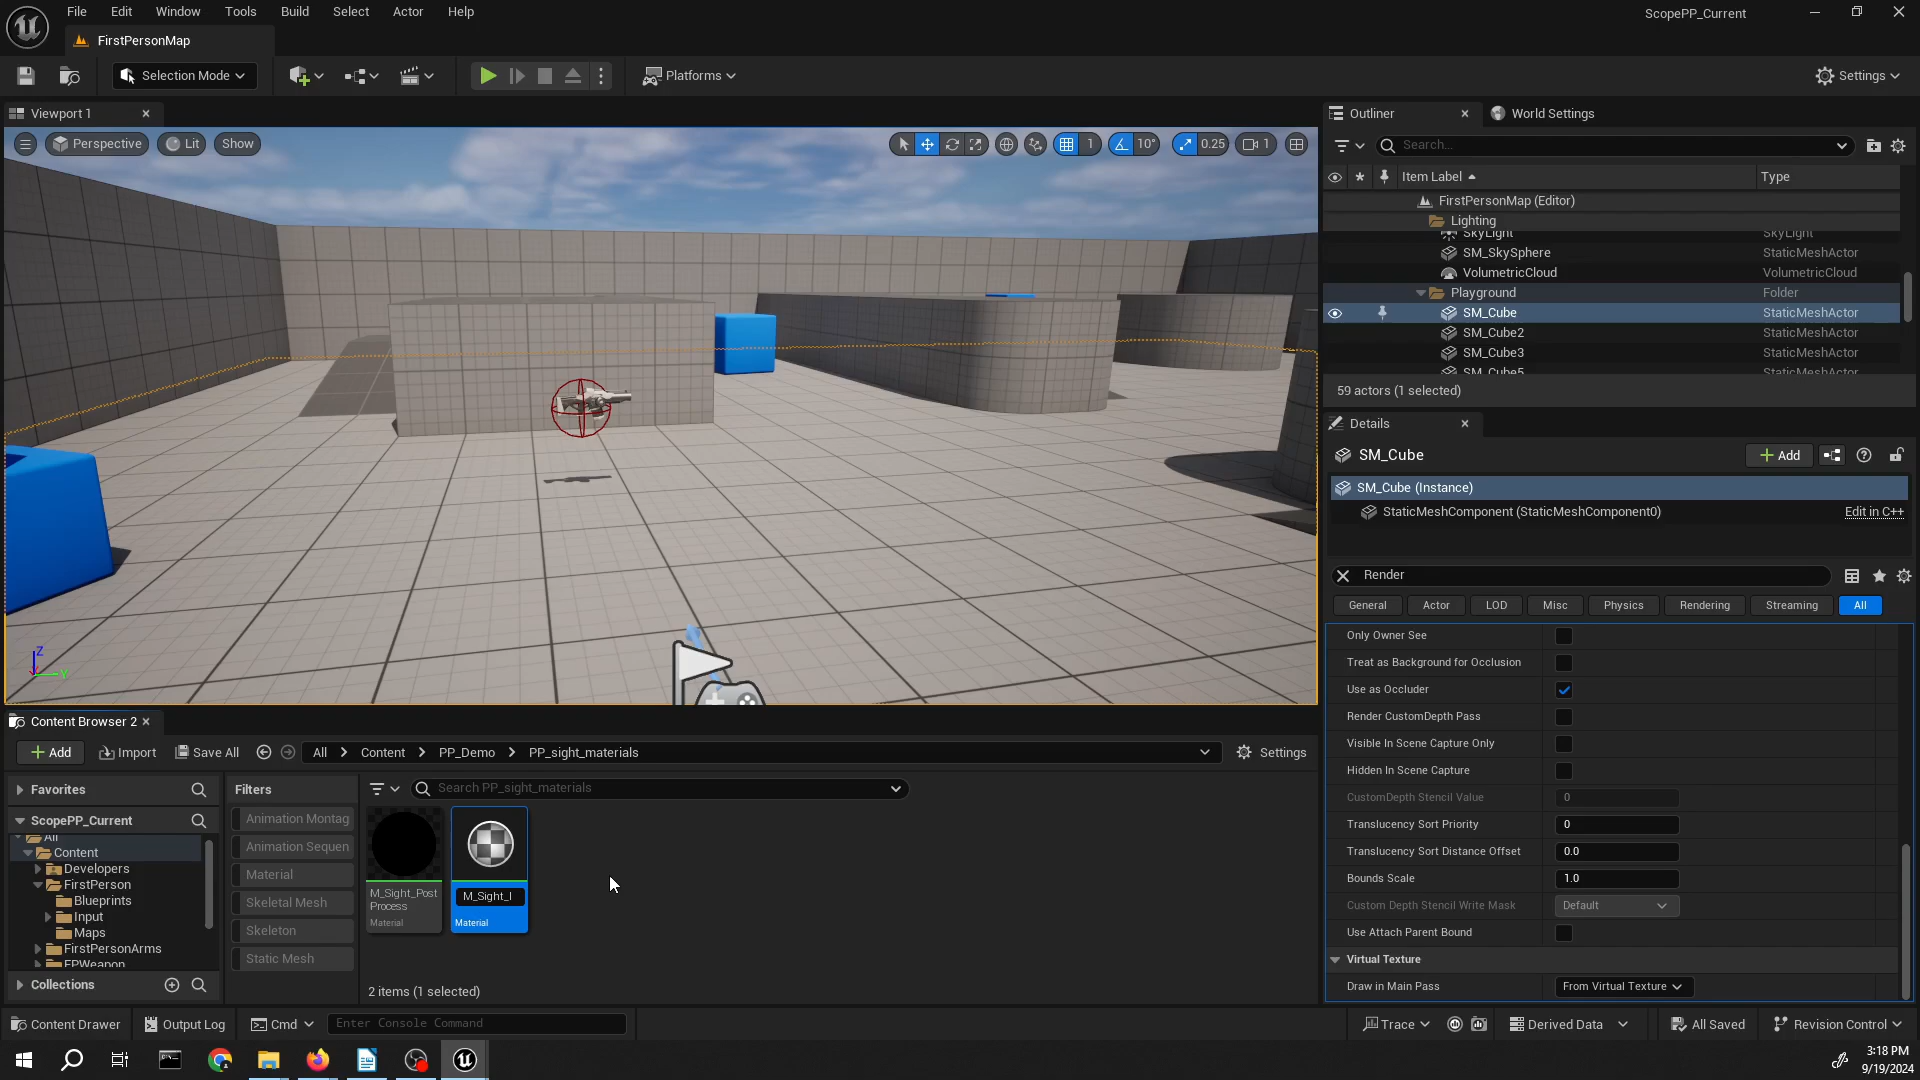 File Edit Window Tools Build Select Actor Help
ScopePP_Current
FirstPersonMap
Selection Mode
Platforms
Settings
Viewport 1
Perspective
Lit
Show
1
10°
0.25
1
Z
Y
Outliner
World Settings
Search...
Item Label
Type
FirstPersonMap (Editor)
Lighting
SkyLight SkyLight
SM_SkySphere StaticMeshActor
VolumetricCloud VolumetricCloud
Playground Folder
SM_Cube StaticMeshActor
SM_Cube2 StaticMeshActor
SM_Cube3 StaticMeshActor
SM_Cube5 StaticMeshActor
59 actors (1 selected)
Details
SM_Cube
Add
SM_Cube (Instance)
StaticMeshComponent (StaticMeshComponent0)
Edit in C++
Render
General Actor LOD Misc Physics Rendering Streaming All
Only Owner See
Treat as Background for Occlusion
Use as Occluder
Render CustomDepth Pass
Visible In Scene Capture Only
Hidden In Scene Capture
CustomDepth Stencil Value 0
Translucency Sort Priority 0
Translucency Sort Distance Offset 0.0
Bounds Scale 1.0
Custom Depth Stencil Write Mask Default
Use Attach Parent Bound
Virtual Texture
Draw in Main Pass From Virtual Texture
Content Browser 2
Add
Import
Save All
All > Content > PP_Demo > PP_sight_materials
Settings
Favorites
ScopePP_Current
All
Content
Developers
FirstPerson
Blueprints
Input
Maps
FirstPersonArms
FPWeapon
Collections
Filters
Animation Montag
Animation Sequen
Material
Skeletal Mesh
Skeleton
Static Mesh
Search PP_sight_materials
M_Sight_Post
Process
Material
M_Sight_I
Material
2 items (1 selected)
Content Drawer
Output Log
Cmd
Enter Console Command
Trace
Derived Data
All Saved
Revision Control
3:18 PM
9/19/2024